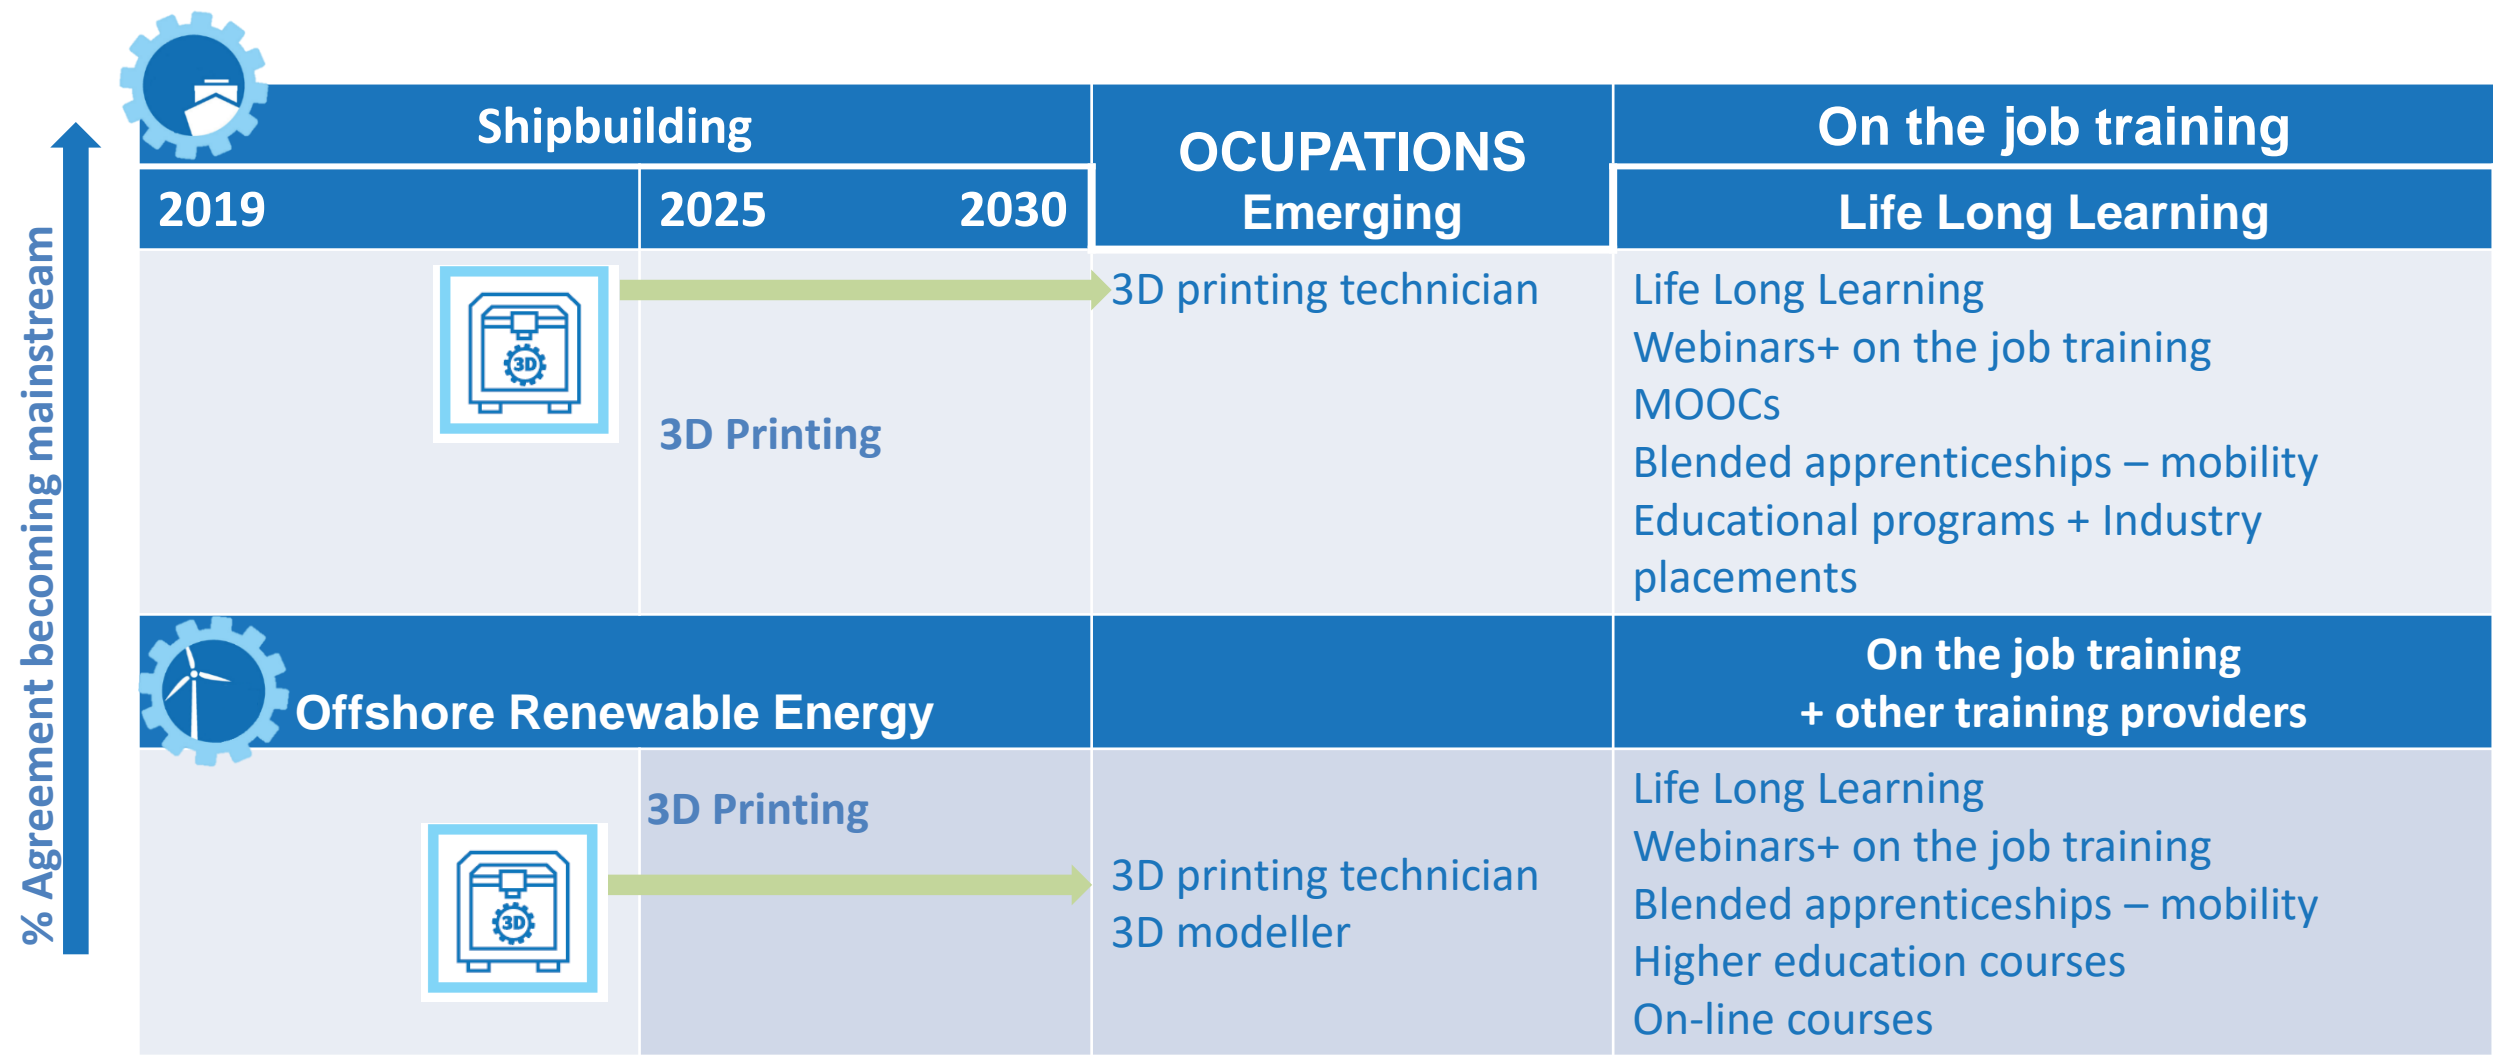 % Agreement becoming mainstream
Shipbuilding
OCUPATIONS
Emerging
On the job training
2019
2025
2030
Life Long Learning
3D
3D Printing
3D printing technician
Life Long Learning
Webinars+ on the job training
MOOCs
Blended apprenticeships – mobility
Educational programs + Industry
placements
Offshore Renewable Energy
On the job training
+ other training providers
3D
3D Printing
3D printing technician
3D modeller
Life Long Learning
Webinars+ on the job training
Blended apprenticeships – mobility
Higher education courses
On-line courses